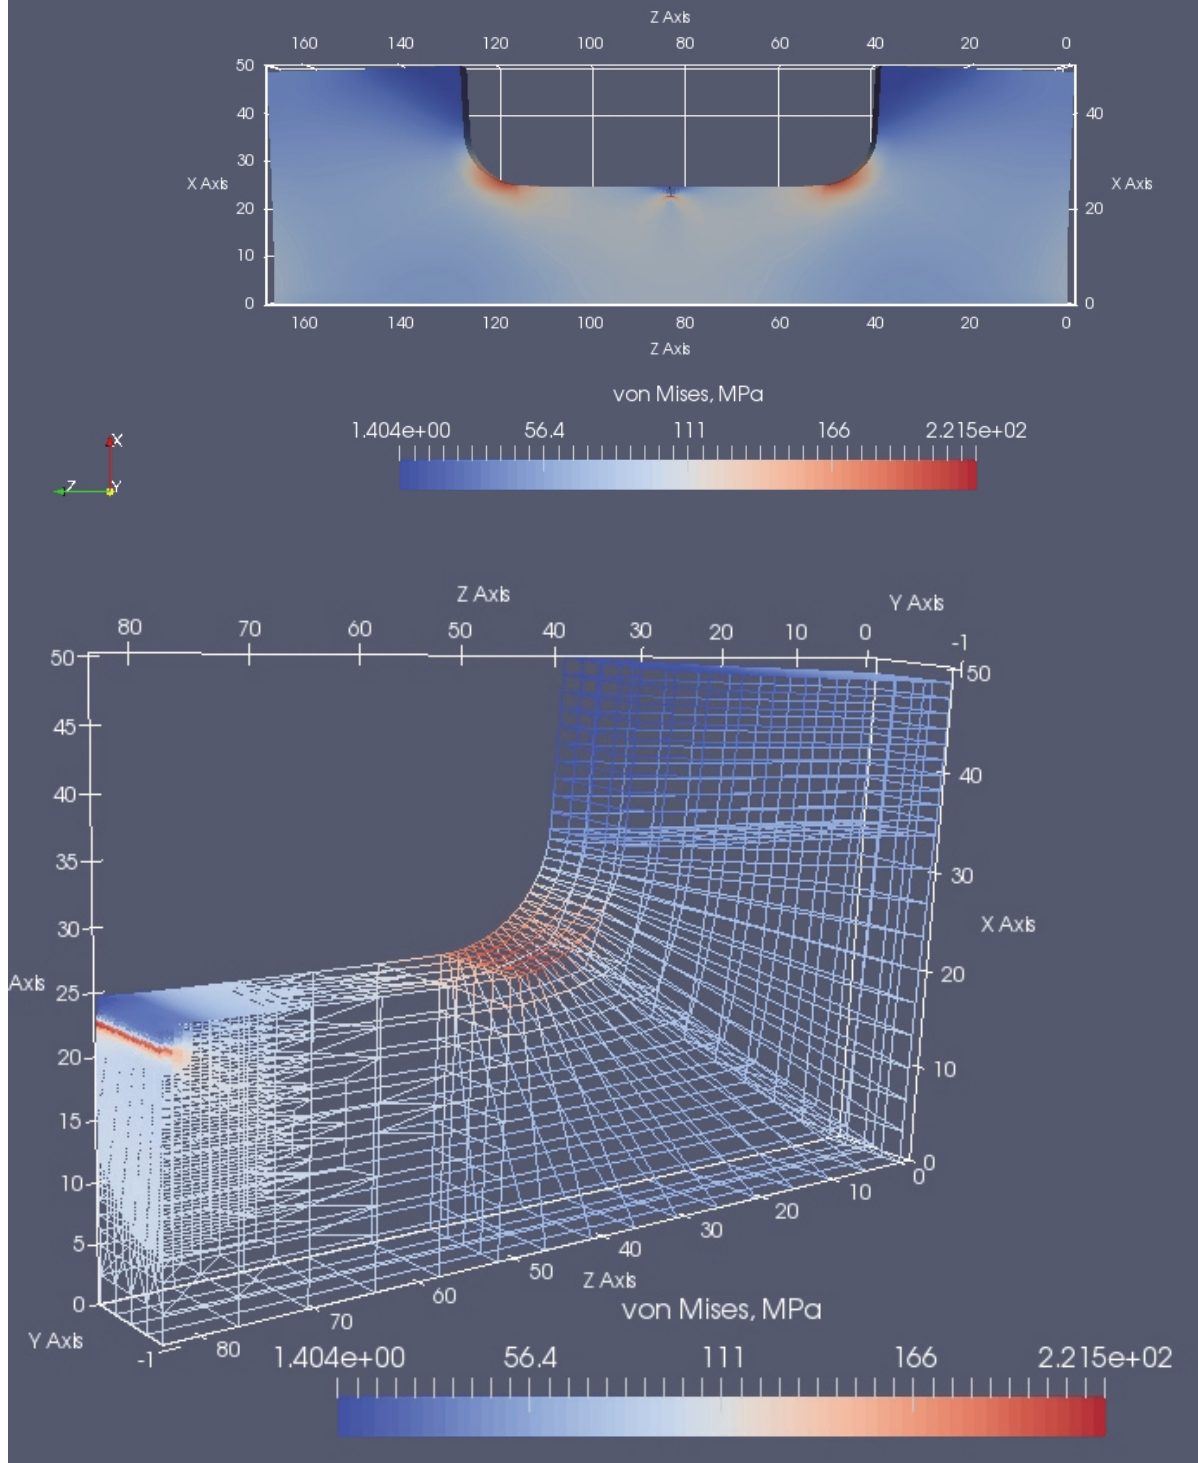 Z Axis
160 140 120 100 80 60 40 20 0
50
40 40
30
X Axis X Axis
20 20
10
0 0
160 140 120 100 80 60 40 20 0
Z Axis
von Mises, MPa
1.404e+00 56.4 111 166 2.215e+02
X
Z Y
Z Axis Y Axis
80 70 60 50 40 30 20 10 0 -1
50 50
45
40 40
35
30 30
X Axis
Axis 25 20
20
15 10
10
5 0
0 0
10
20
30
40
50 Z Axis
60
70
80
Y Axis -1
von Mises, MPa
1.404e+00 56.4 111 166 2.215e+02